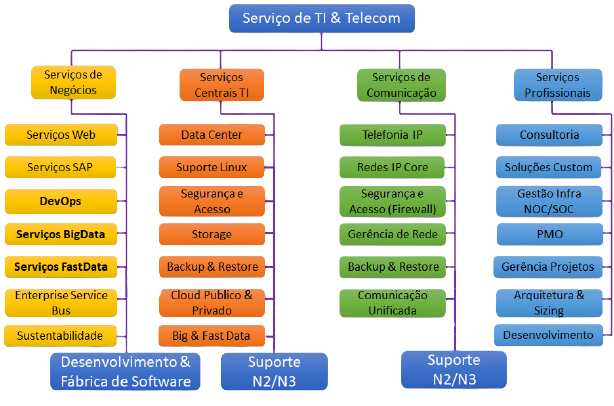 Serviço de TI & Telecom
Serviços de
Negócios
Serviços Web
Serviços SAP
DevOps
Serviços BigData
Serviços FastData
Enterprise Service
Bus
Sustentabilidade
Desenvolvimento &
Fábrica de Software
Serviços
Centrais TI
Data Center
Suporte Linux
Segurança e
Acesso
Storage
Backup & Restore
Cloud Publico &
Privado
Big & Fast Data
Suporte
N2/N3
Serviços de
Comunicação
Telefonia IP
Redes IP Core
Segurança e
Acesso (Firewall)
Gerência de Rede
Backup & Restore
Comunicação
Unificada
Suporte
N2/N3
Serviços
Profissionais
Consultoria
Soluções Custom
Gestão Infra
NOC/SOC
PMO
Gerência Projetos
Arquitetura &
Sizing
Desenvolvimento